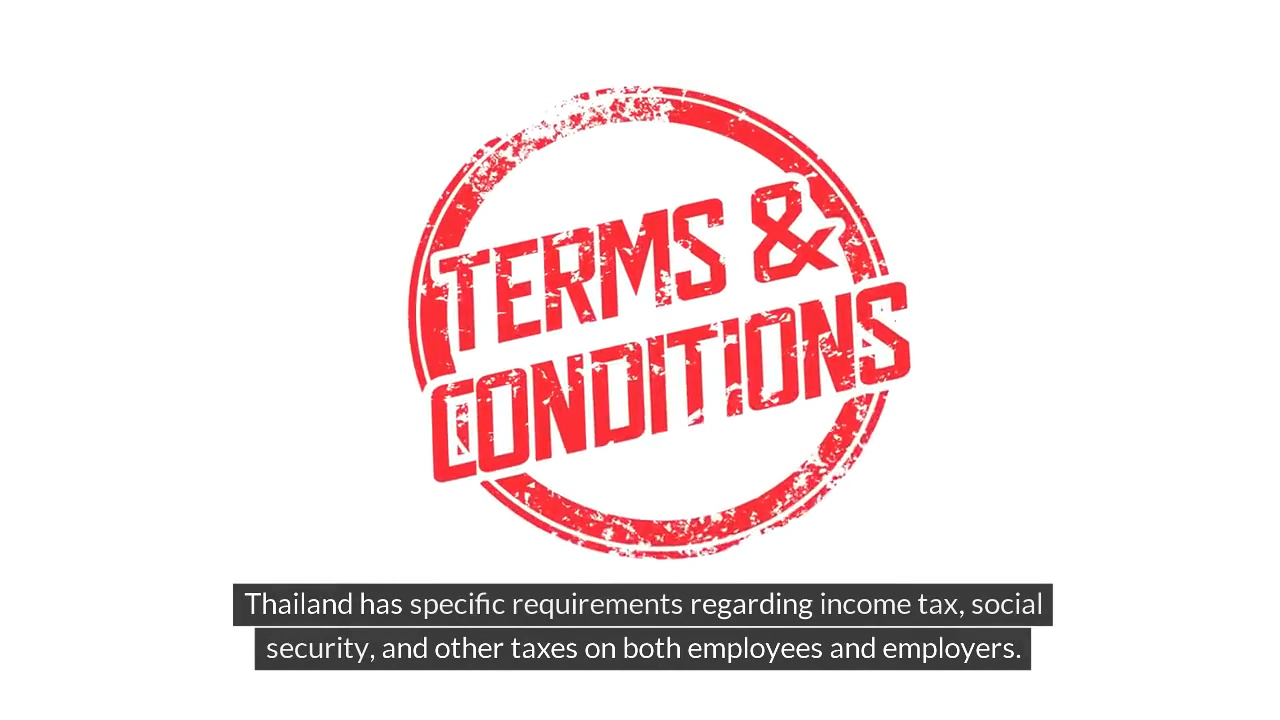 TERMS &
CONDITIONS
Thailand has specific requirements regarding income tax, social
security, and other taxes on both employees and employers.